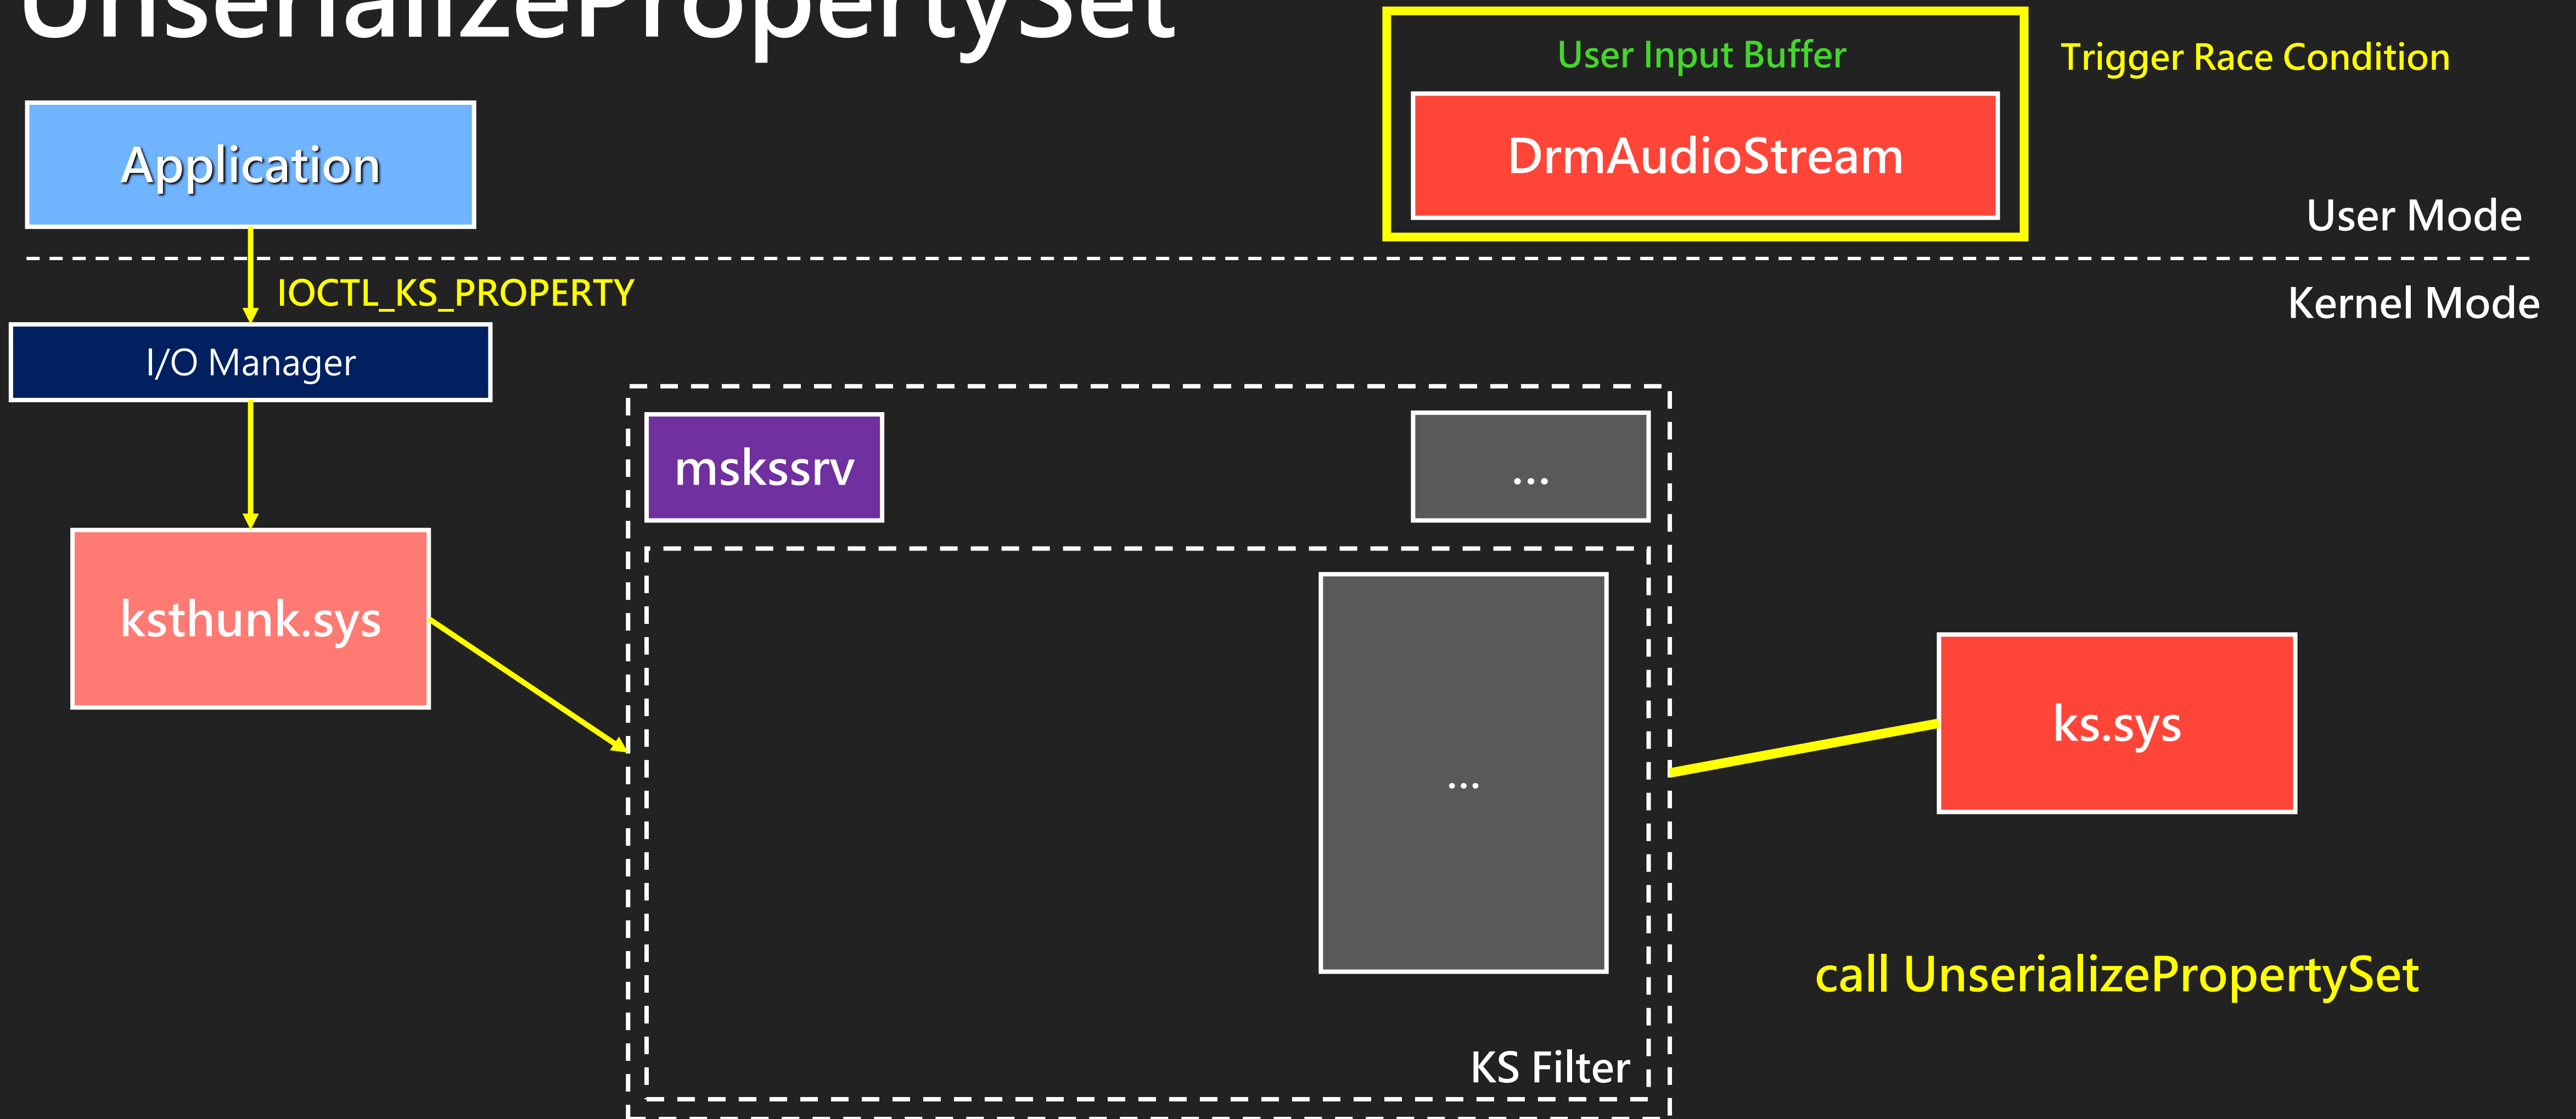 UnserializePropertySet
User Input Buffer
Trigger Race Condition
Application
DrmAudioStream
User Mode
IOCTL_KS_PROPERTY
Kernel Mode
I/O Manager
mskssrv
...
ksthunk.sys
ks.sys
...
call UnserializePropertySet
KS Filter